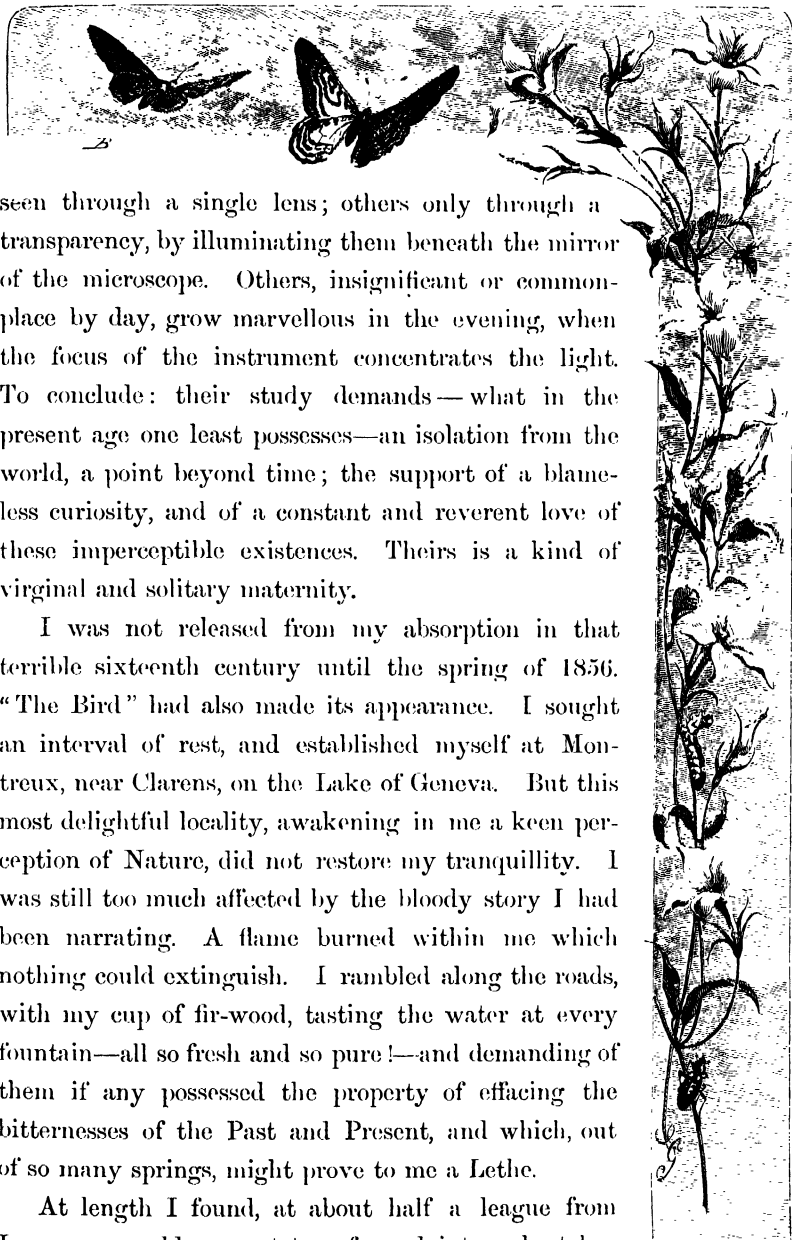 seen through a single lens; others only through a
transparency, by illuminating them beneath the mirror
of the microscope. Others, insignificant or common-
place by day, grow marvellous in the evening, when
the focus of the instrument concentrates the light.
To conclude: their study demands—what in the
present age one least possesses—an isolation from the
world, a point beyond time; the support of a blame-
less curiosity, and of a constant and reverent love of
these imperceptible existences. Theirs is a kind of
virginal and solitary maternity.
I was not released from my absorption in that
terrible sixteenth century until the spring of 1856.
"The Bird" had also made its appearance. I sought
an interval of rest, and established myself at Mon-
treux, near Clarens, on the Lake of Geneva. But this
most delightful locality, awakening in me a keen per-
ception of Nature, did not restore my tranquillity. I
was still too much affected by the bloody story I had
been narrating. A flame burned within me which
nothing could extinguish. I rambled along the roads,
with my cup of fir-wood, tasting the water at every
fountain—all so fresh and so pure!—and demanding of
them if any possessed the property of effacing the
bitternesses of the Past and Present, and which, out
of so many springs, might prove to me a Lethe.
At length I found, at about half a league from